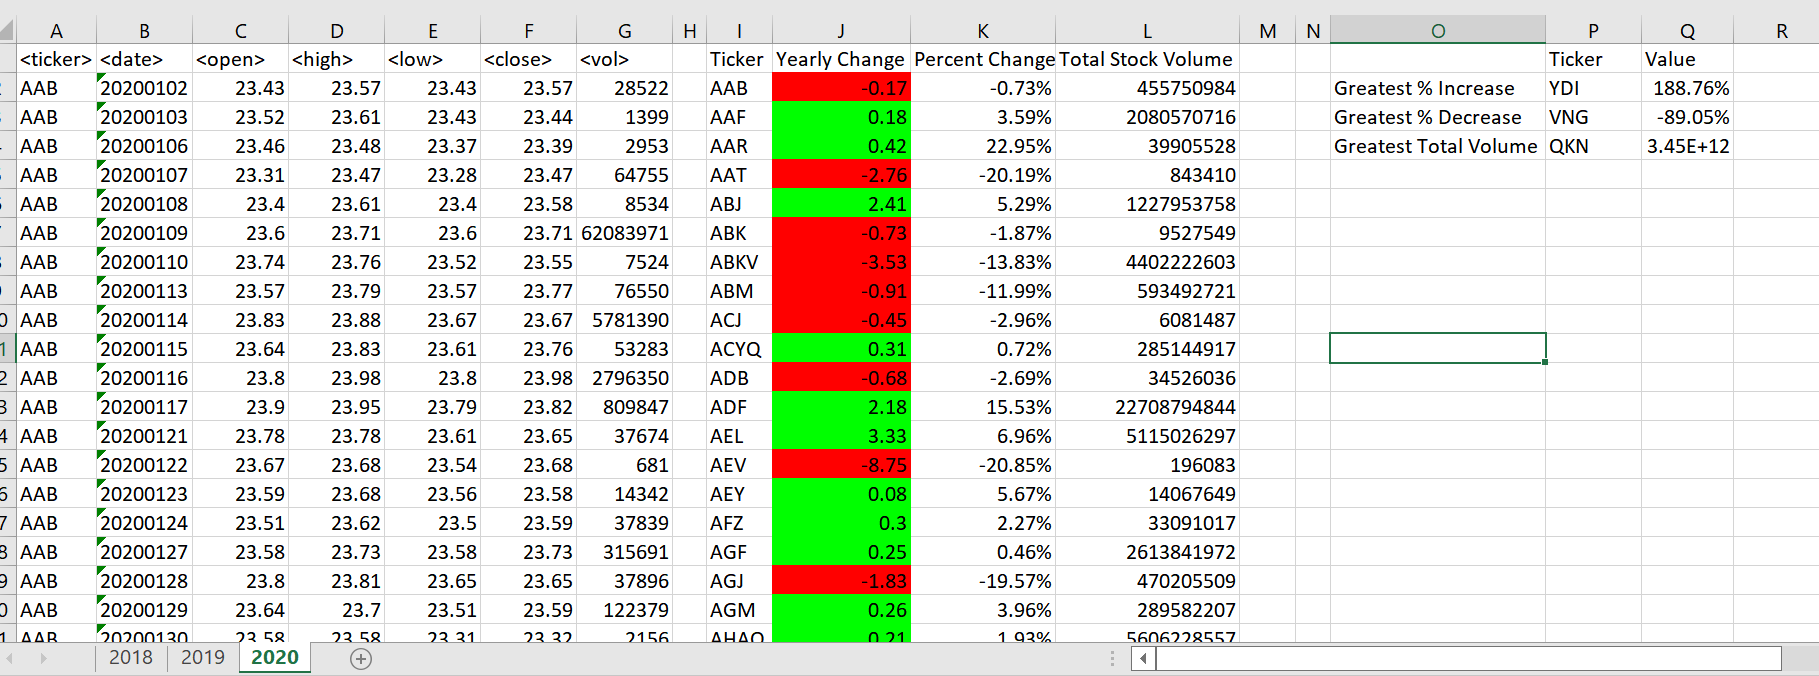 A B C D E F G H I J K L M N O P Q R
<ticker> <date> <open> <high> <low> <close> <vol> Ticker Yearly Change Percent Change Total Stock Volume Ticker Value
AAB 20200102 23.43 23.57 23.43 23.57 28522 AAB -0.17 -0.73% 455750984 Greatest % Increase YDI 188.76%
AAB 20200103 23.52 23.61 23.43 23.44 1399 AAF 0.18 3.59% 2080570716 Greatest % Decrease VNG -89.05%
AAB 20200106 23.46 23.48 23.37 23.39 2953 AAR 0.42 22.95% 39905528 Greatest Total Volume QKN 3.45E+12
AAB 20200107 23.31 23.47 23.28 23.47 64755 AAT -2.76 -20.19% 843410
AAB 20200108 23.4 23.61 23.4 23.58 8534 ABJ 2.41 5.29% 1227953758
AAB 20200109 23.6 23.71 23.6 23.71 62083971 ABK -0.73 -1.87% 9527549
AAB 20200110 23.74 23.76 23.52 23.55 7524 ABKV -3.53 -13.83% 4402222603
AAB 20200113 23.57 23.79 23.57 23.77 76550 ABM -0.91 -11.99% 593492721
AAB 20200114 23.83 23.88 23.67 23.67 5781390 ACJ -0.45 -2.96% 6081487
AAB 20200115 23.64 23.83 23.61 23.76 53283 ACYQ 0.31 0.72% 285144917
AAB 20200116 23.8 23.98 23.8 23.98 2796350 ADB -0.68 -2.69% 34526036
AAB 20200117 23.9 23.95 23.79 23.82 809847 ADF 2.18 15.53% 22708794844
AAB 20200121 23.78 23.78 23.61 23.65 37674 AEL 3.33 6.96% 5115026297
AAB 20200122 23.67 23.68 23.54 23.68 681 AEV -8.75 -20.85% 196083
AAB 20200123 23.59 23.68 23.56 23.58 14342 AEY 0.08 5.67% 14067649
AAB 20200124 23.51 23.62 23.5 23.59 37839 AFZ 0.3 2.27% 33091017
AAB 20200127 23.58 23.73 23.58 23.73 315691 AGF 0.25 0.46% 2613841972
AAB 20200128 23.8 23.81 23.65 23.65 37896 AGJ -1.83 -19.57% 470205509
AAB 20200129 23.64 23.7 23.51 23.59 122379 AGM 0.26 3.96% 289582207
AAB 20200130 23.58 23.58 23.31 23.32 2156 AHAO 0.21 1.93% 5606228557
2018 2019 2020